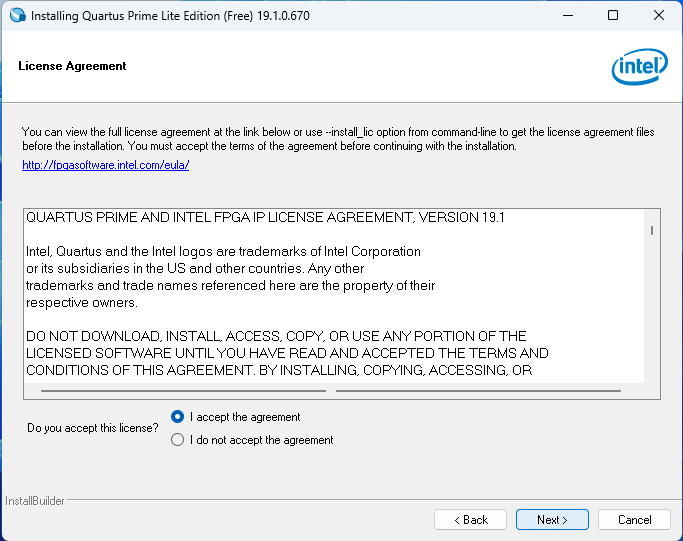 Installing Quartus Prime Lite Edition (Free) 19.1.0.670
License Agreement
intel
You can view the full license agreement at the link below or use --install_lic option from command-line to get the license agreement files
before the installation. You must accept the terms of the agreement before continuing with the installation.
http://fpgasoftware.intel.com/eula/
QUARTUS PRIME AND INTEL FPGA IP LICENSE AGREEMENT, VERSION 19.1
Intel, Quartus and the Intel logos are trademarks of Intel Corporation
or its subsidiaries in the US and other countries. Any other
trademarks and trade names referenced here are the property of their
respective owners.
DO NOT DOWNLOAD, INSTALL, ACCESS, COPY, OR USE ANY PORTION OF THE
LICENSED SOFTWARE UNTIL YOU HAVE READ AND ACCEPTED THE TERMS AND
CONDITIONS OF THIS AGREEMENT. BY INSTALLING, COPYING, ACCESSING, OR
Do you accept this license?
I accept the agreement
I do not accept the agreement
InstallBuilder
< Back
Next >
Cancel